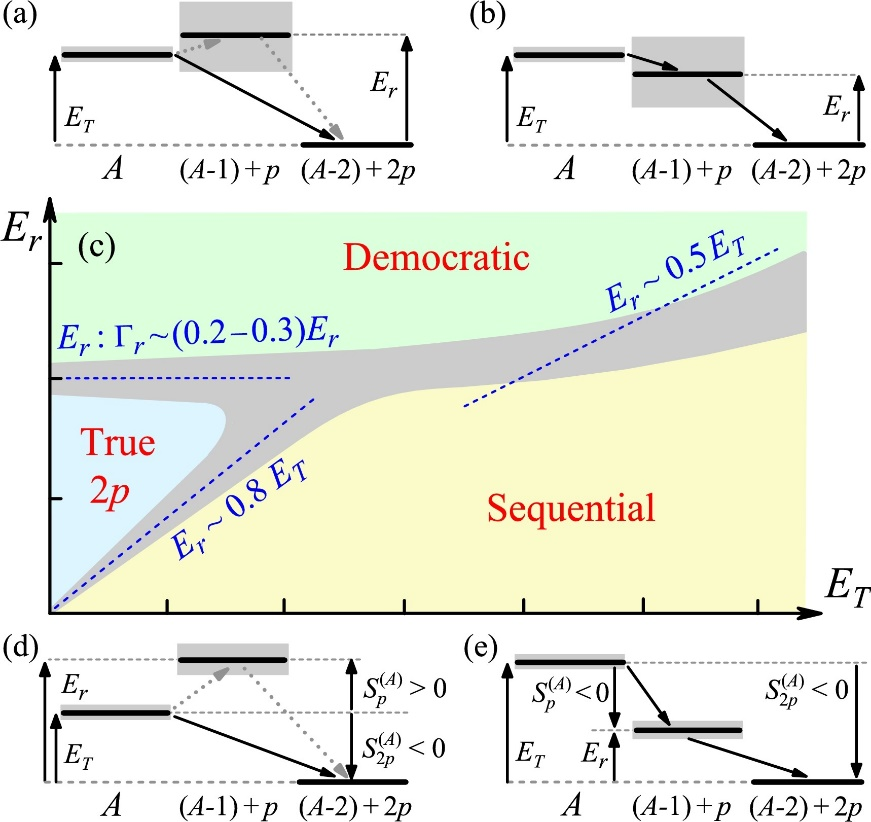 (a)
E_r
E_T
A (A-1)+p (A-2)+2p
(b)
E_r
E_T
A (A-1)+p (A-2)+2p
E_r
(c)
Democratic
E_r ~ 0.5 E_T
E_r : Γ_r ~ (0.2–0.3)E_r
True
2p
E_r ~ 0.8 E_T
Sequential
E_T
(d)
E_r
S_p^(A) > 0
E_T
S_2p^(A) < 0
A (A-1)+p (A-2)+2p
(e)
S_p^(A) < 0
S_2p^(A) < 0
E_T
E_r
A (A-1)+p (A-2)+2p